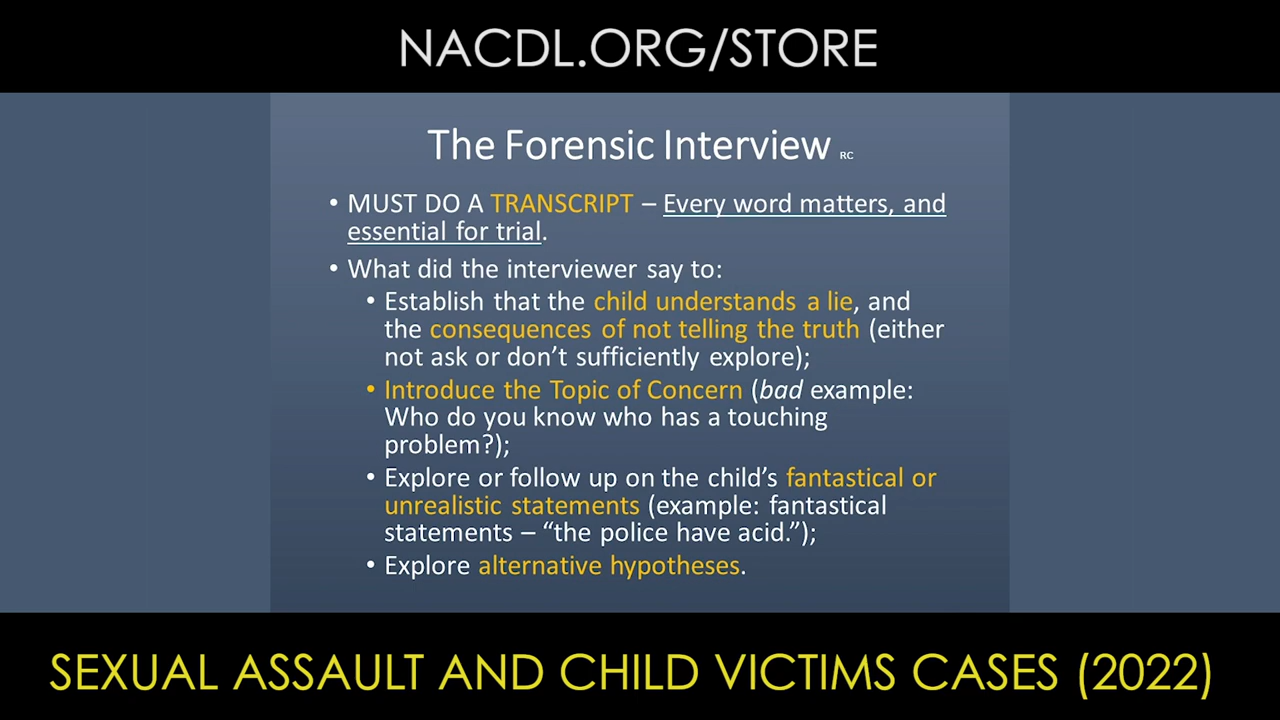 NACDL.ORG/STORE
The Forensic Interview RC
• MUST DO A TRANSCRIPT – Every word matters, and
essential for trial.
• What did the interviewer say to:
• Establish that the child understands a lie, and
the consequences of not telling the truth (either
not ask or don’t sufficiently explore);
• Introduce the Topic of Concern (bad example:
Who do you know who has a touching
problem?);
• Explore or follow up on the child’s fantastical or
unrealistic statements (example: fantastical
statements – “the police have acid.”);
• Explore alternative hypotheses.
SEXUAL ASSAULT AND CHILD VICTIMS CASES (2022)